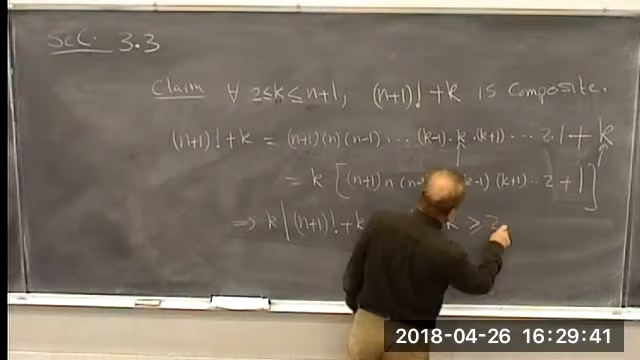 Sec. 3.3
Claim ∀ 2≤k≤n+1, (n+1)! + k is composite.
(n+1)! + k = (n+1)(n)(n-1) ... (k-1)·k·(k+1) ... 2·1 + k
= k [(n+1) n (n- k-1) (k+1) ·· 2 + 1]
⇒ k | (n+1)! + k k ≥ 2
2018-04-26 16:29:41